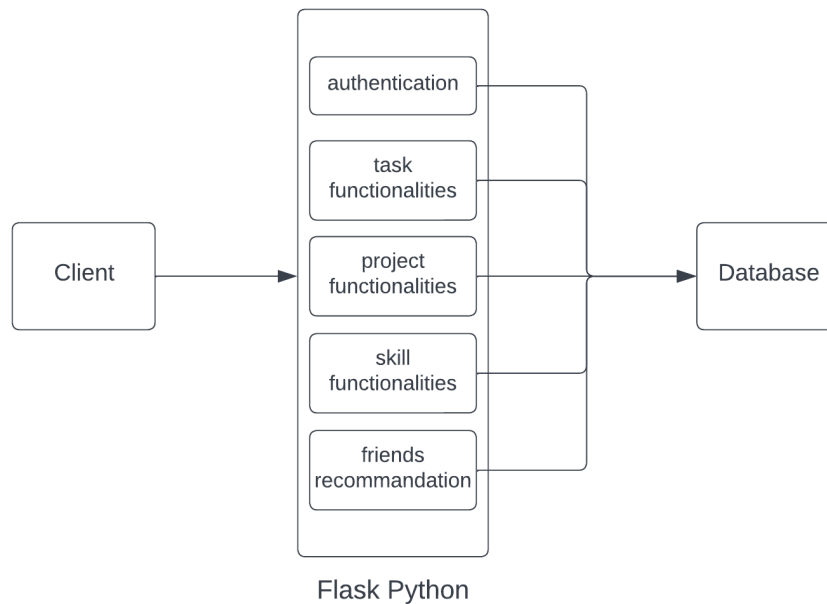 authentication
task
functionalities
Client
project
functionalities
Database
skill
functionalities
friends
recommandation
Flask Python